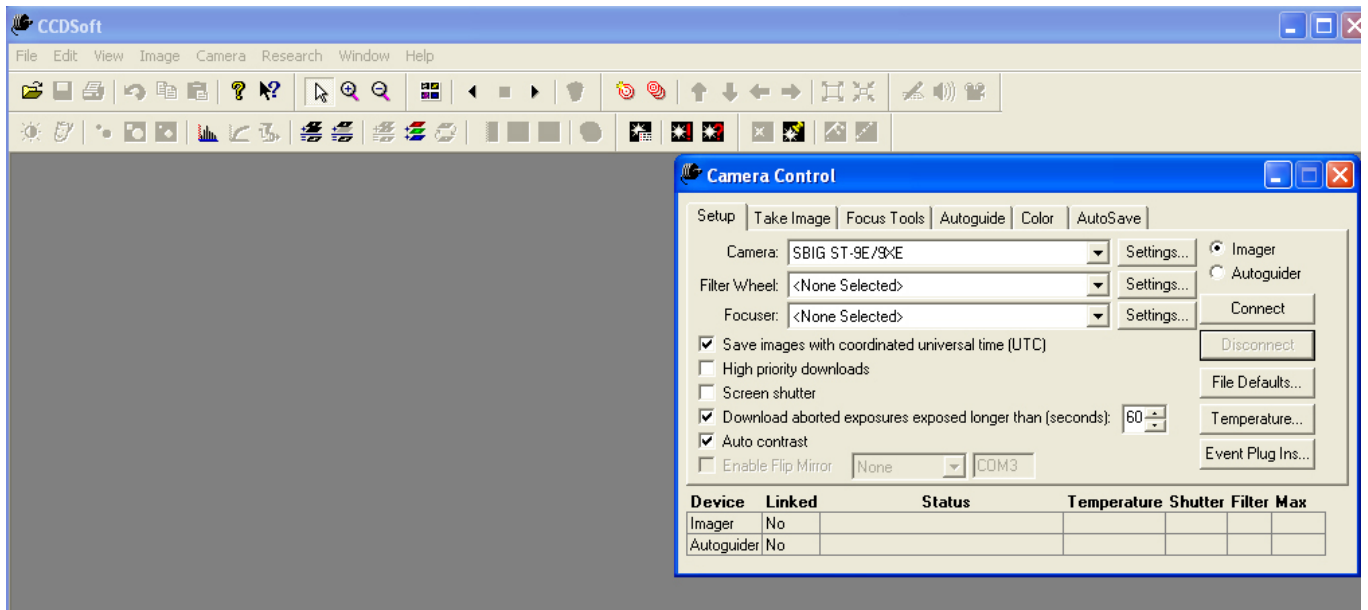 CCDSoft
File Edit View Image Camera Research Window Help
Camera Control
Setup Take Image Focus Tools Autoguide Color AutoSave
Camera: SBIG ST-9E/9XE Settings... Imager
Autoguider
Filter Wheel: <None Selected> Settings...
Focuser: <None Selected> Settings... Connect
Save images with coordinated universal time (UTC) Disconnect
High priority downloads
File Defaults...
Screen shutter
Download aborted exposures exposed longer than (seconds): 60 Temperature...
Auto contrast
Event Plug Ins...
Enable Flip Mirror None COM3
Device Linked Status Temperature Shutter Filter Max
Imager No
Autoguider No